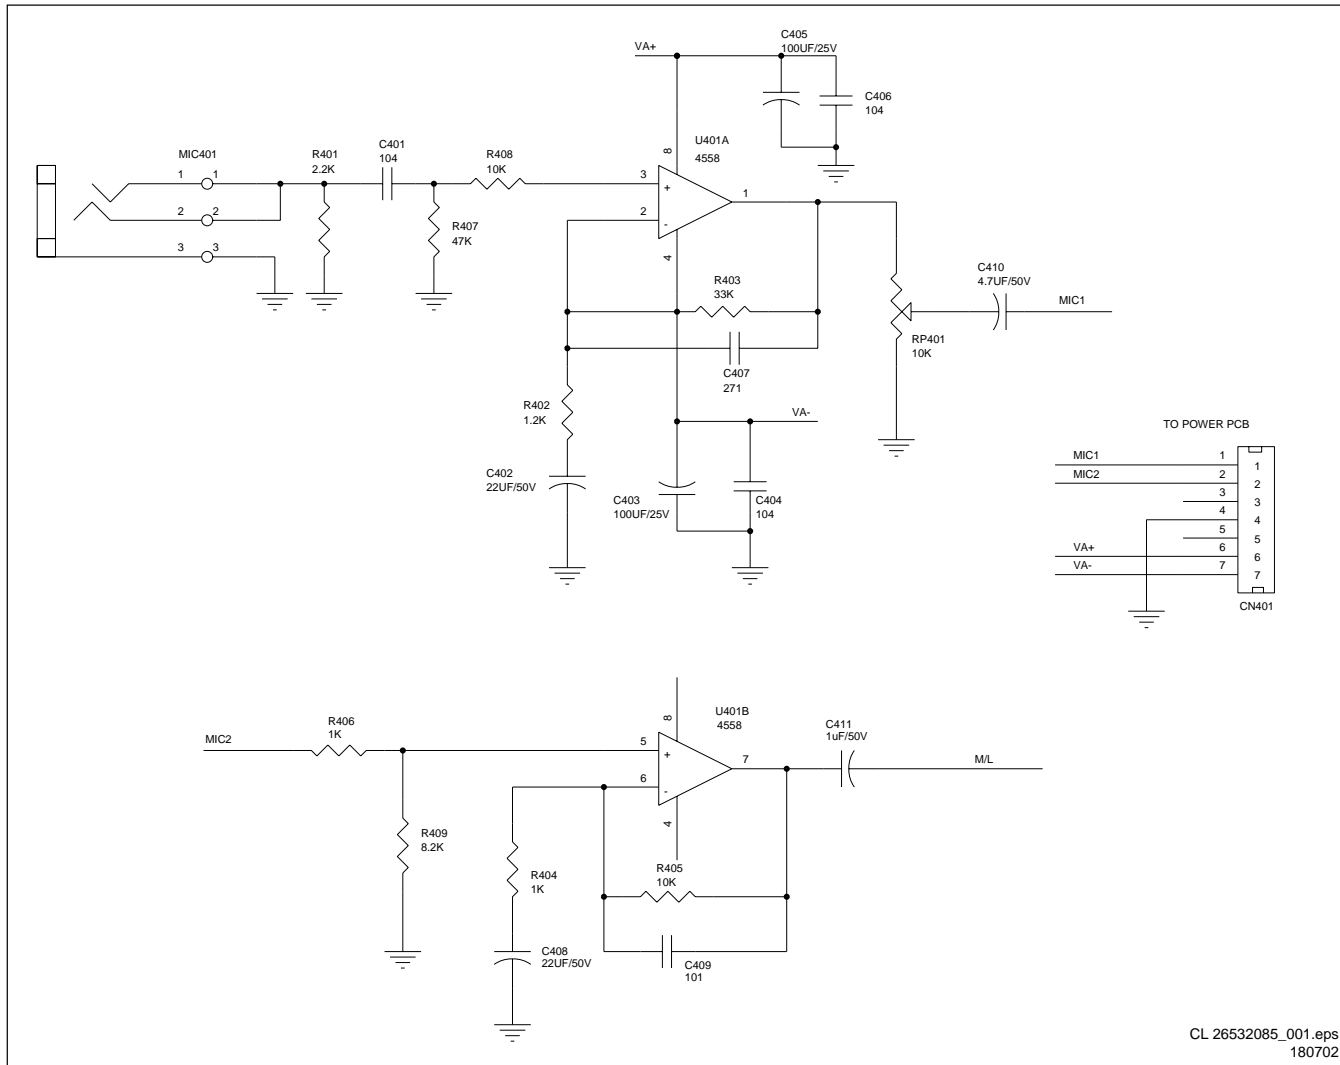 C405
100UF/25V
VA+
C406
104
U401A
4558
8
MIC401
R401
2.2K
C401
104
R408
10K
1 1
2 2
3 3
3
+
2
-
1
4
R407
47K
R403
33K
C410
4.7UF/50V
MIC1
RP401
10K
C407
271
R402
1.2K
VA-
C402
22UF/50V
C403
100UF/25V
C404
104
TO POWER PCB
MIC1 1 1
MIC2 2 2
3 3
4 4
5 5
VA+ 6 6
VA- 7 7
CN401
U401B
4558
8
C411
1uF/50V
R406
1K
MIC2
5
+
6
-
7
M/L
4
R409
8.2K
R404
1K
R405
10K
C408
22UF/50V
C409
101
CL 26532085_001.eps
180702